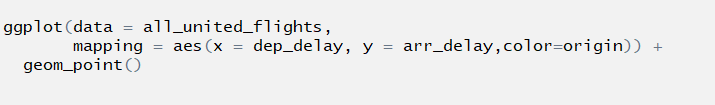 ggplot(data = all_united_flights,
       mapping = aes(x = dep_delay, y = arr_delay,color=origin)) +
  geom_point()